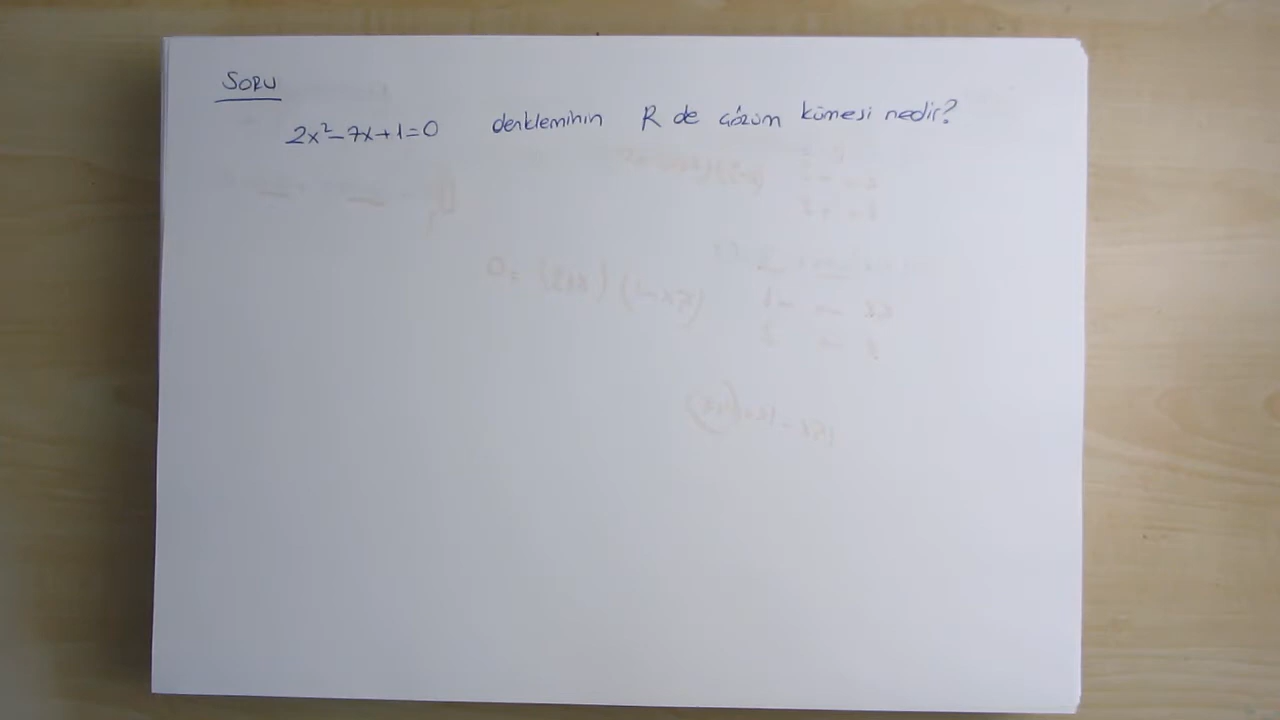 SORU
2x²-7x+1=0 denkleminin R de çözüm kümesi nedir?